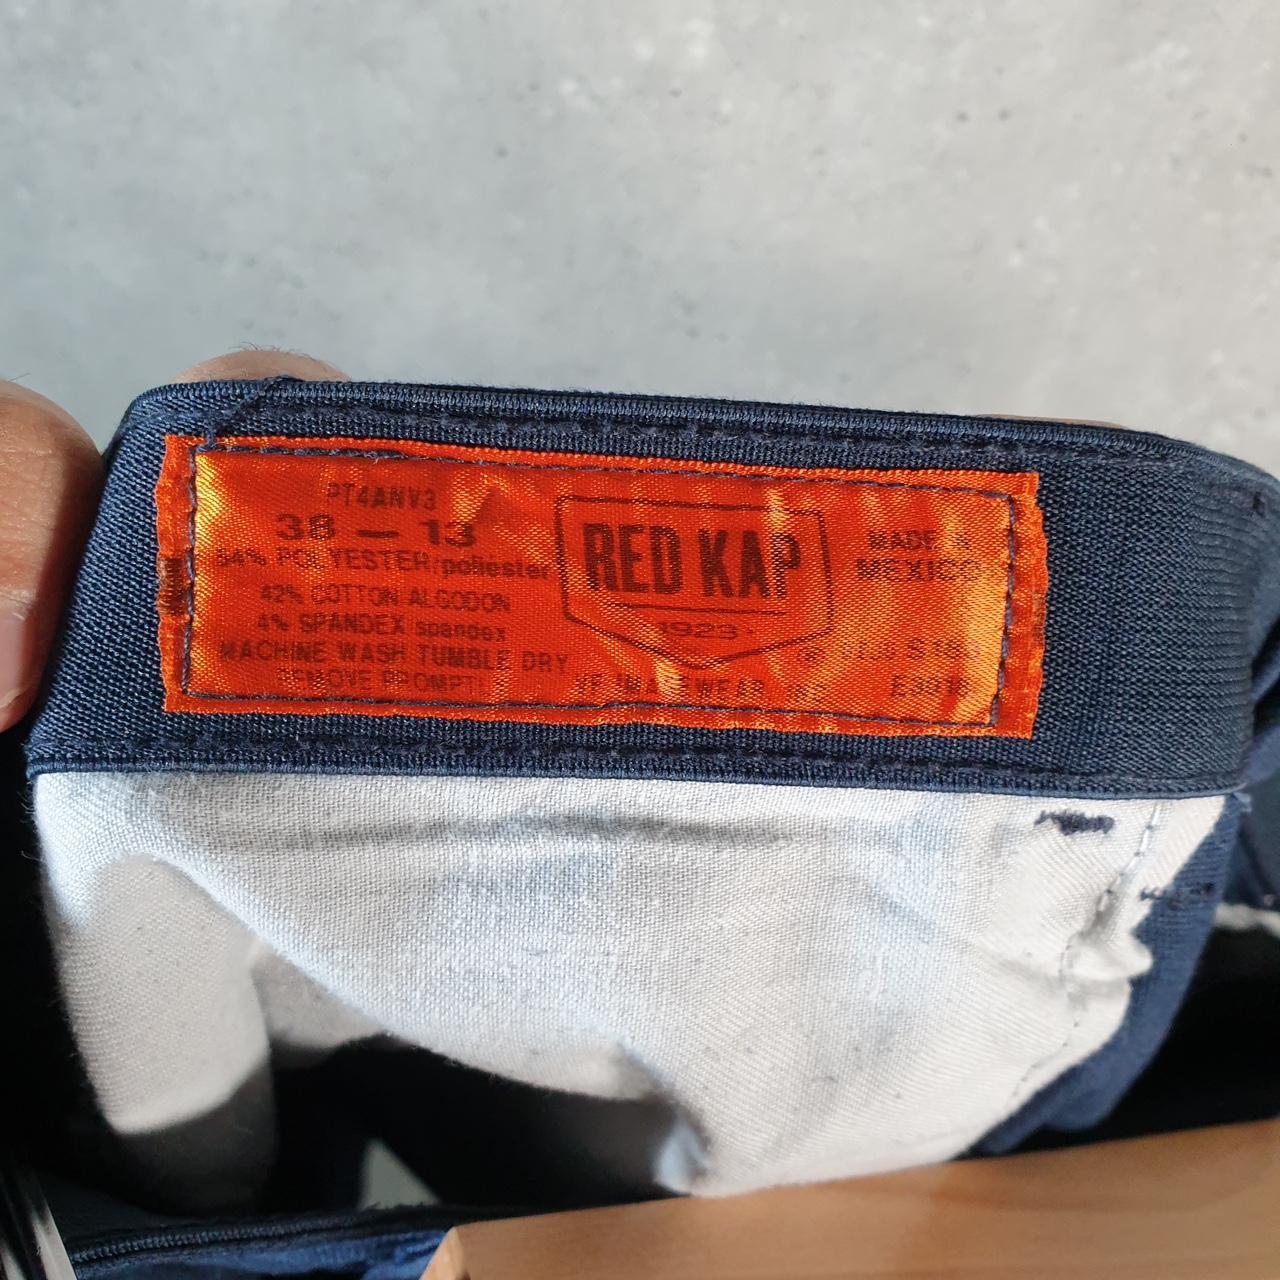 PT4ANV3
38 — 13
54% POLYESTER/poliester
42% COTTON ALGODON
4% SPANDEX spandex
MACHINE WASH TUMBLE DRY
REMOVE PROMPTLY
RED KAP
1923
MADE IN
MEXICO